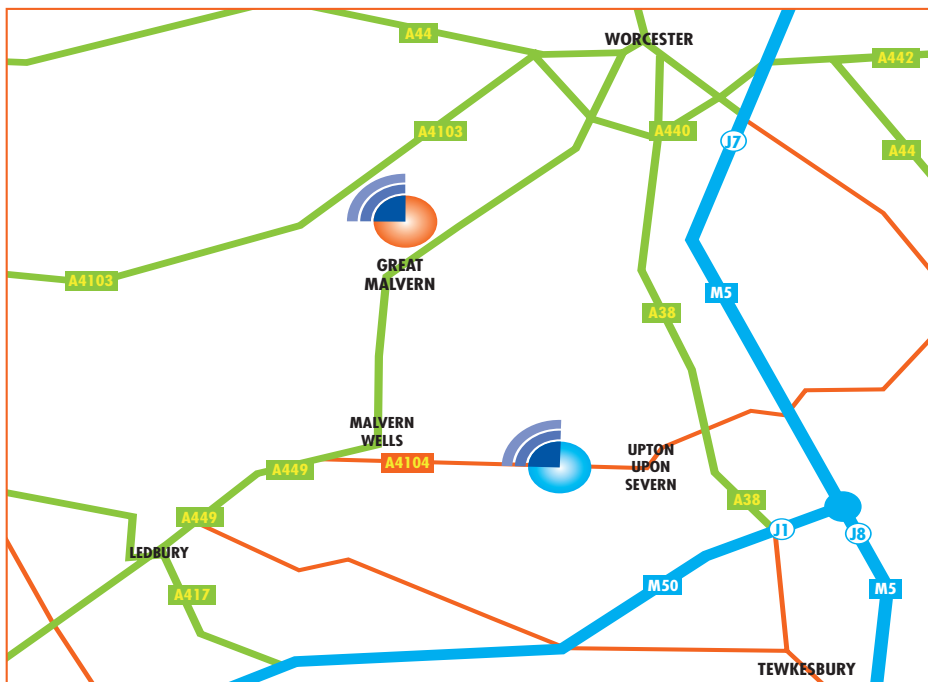 A44
WORCESTER
A442
A4103
A440
J7
A44
GREAT
MALVERN
A4103
M5
A38
MALVERN
WELLS
A449
A4104
UPTON
UPON
SEVERN
A38
A449
J1
J8
LEDBURY
A417
M50
M5
TEWKESBURY